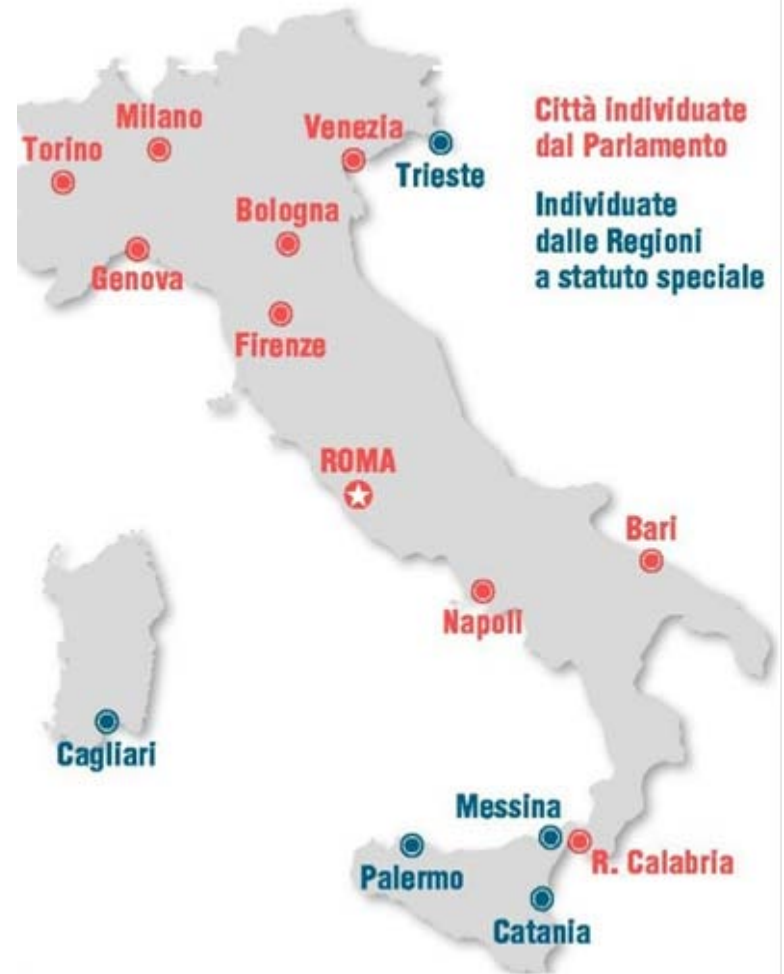 Milano
Torino
Venezia
Trieste
Bologna
Genova
Firenze
ROMA
Bari
Napoli
Cagliari
Messina
R. Calabria
Palermo
Catania
Città individuate
dal Parlamento
Individuate
dalle Regioni
a statuto speciale